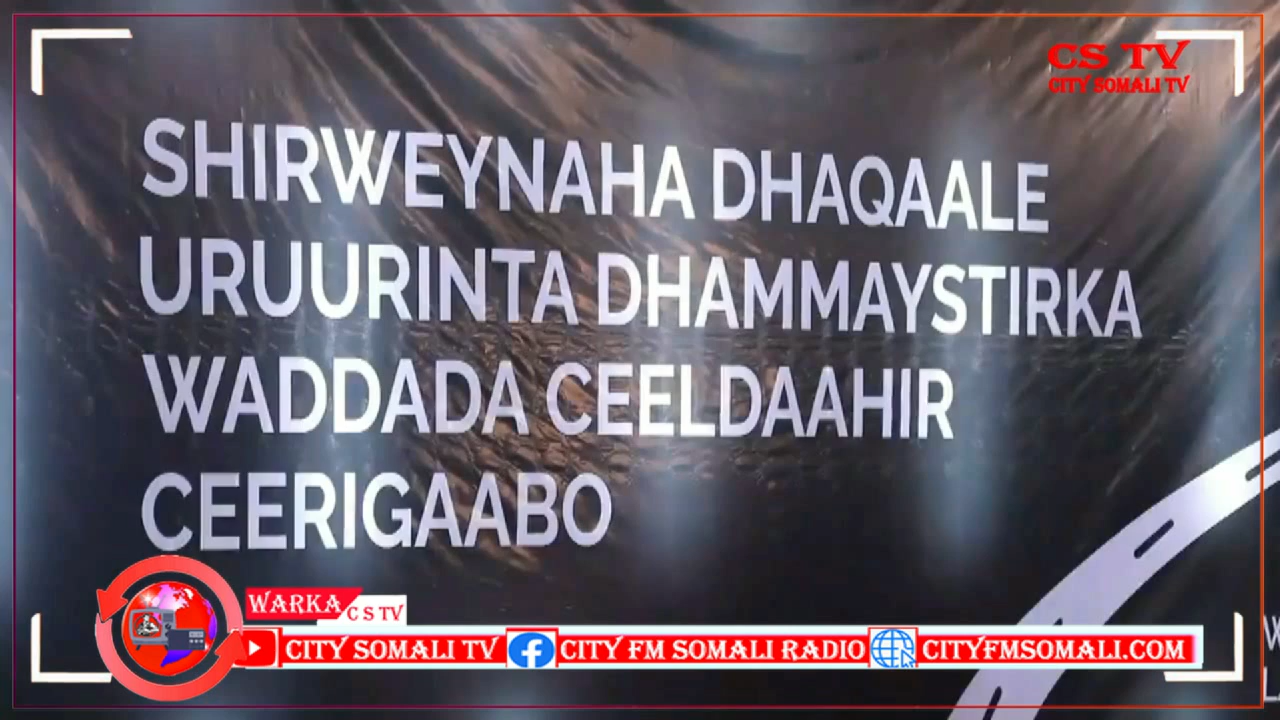 CS TV
CITY SOMALI TV
SHIRWEYNAHA DHAQAALE
URUURINTA DHAMMAYSTIRKA
WADDADA CEELDAAHIR
CEERIGAABO
WARKA
C S TV
CITY SOMALI TV CITY FM SOMALI RADIO CITYFMSOMALI.COM